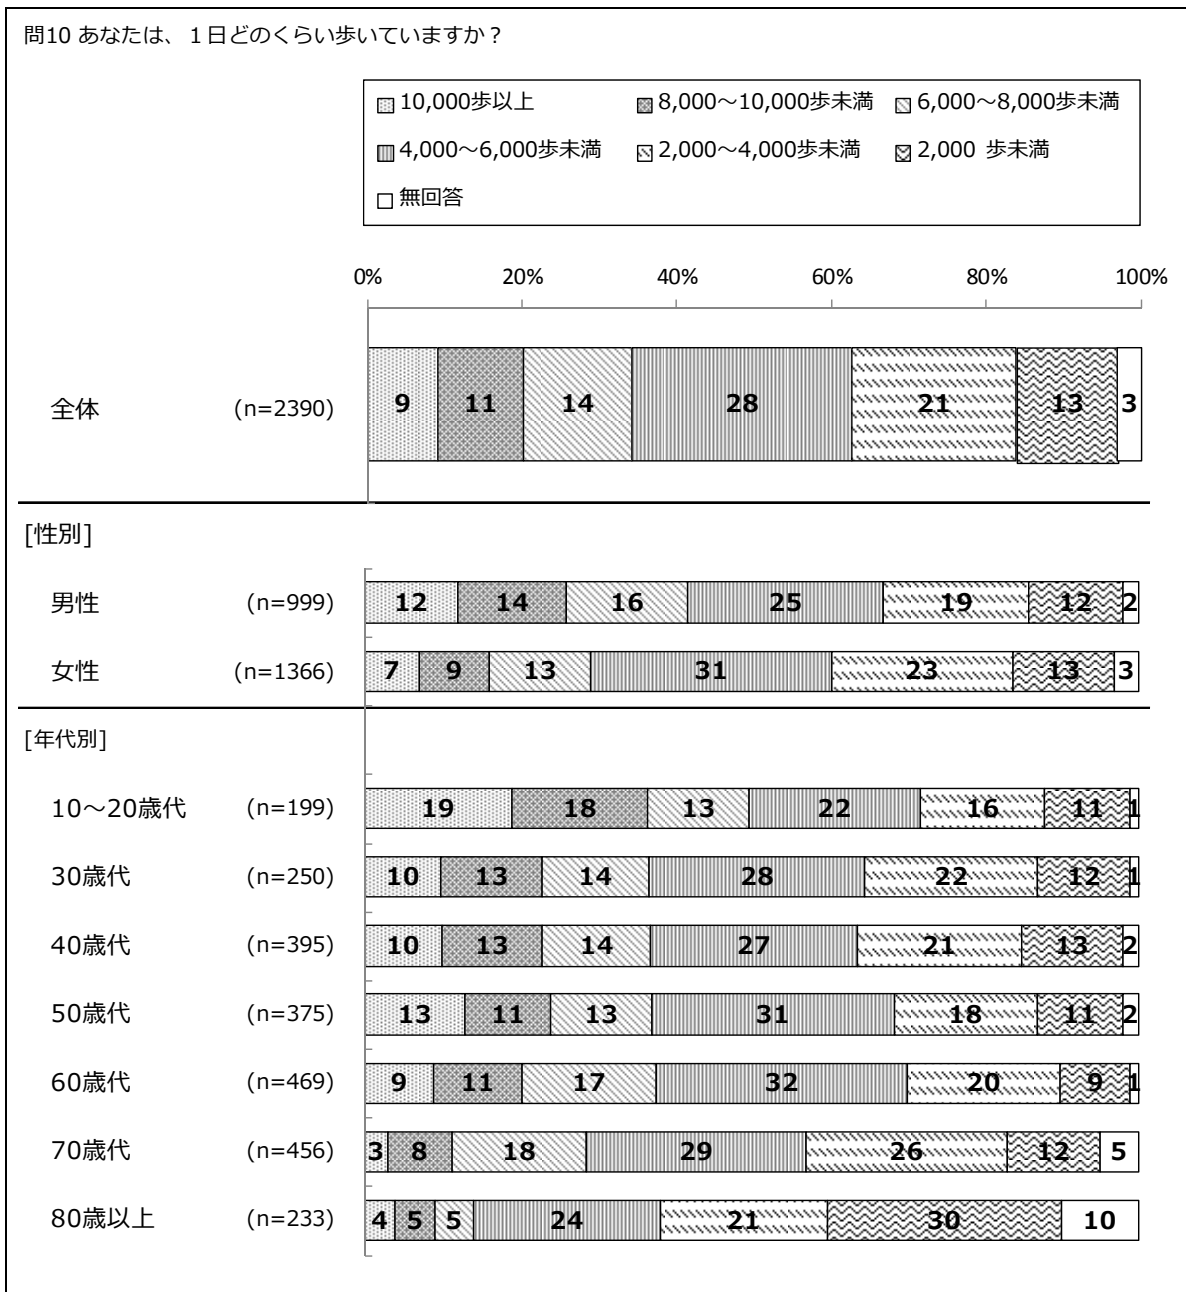 問10 あなたは、１日どのくらい歩いていますか？
10,000歩以上 8,000～10,000歩未満 6,000～8,000歩未満
4,000～6,000歩未満 2,000～4,000歩未満 2,000 歩未満
無回答
0% 20% 40% 60% 80% 100%
全体 (n=2390) 9 11 14 28 21 13 3
[性別]
男性 (n=999) 12 14 16 25 19 12 2
女性 (n=1366) 7 9 13 31 23 13 3
[年代別]
10～20歳代 (n=199) 19 18 13 22 16 11 1
30歳代 (n=250) 10 13 14 28 22 12 1
40歳代 (n=395) 10 13 14 27 21 13 2
50歳代 (n=375) 13 11 13 31 18 11 2
60歳代 (n=469) 9 11 17 32 20 9 1
70歳代 (n=456) 3 8 18 29 26 12 5
80歳以上 (n=233) 4 5 5 24 21 30 10